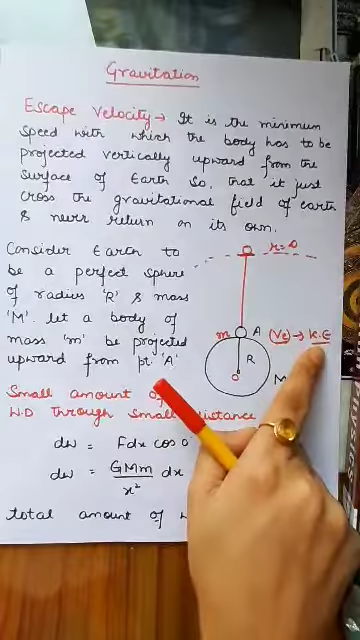 Gravitation
Escape Velocity → It is the minimum
speed with which the body has to be
projected vertically upward from the
surface of Earth so, that it just
cross the gravitational field of earth
& never return on its own.
Consider Earth to
be a perfect sphere
of radius 'R' & mass
'M'. let a body of
mass 'm' be projected
upward from pt. 'A'
r = ∞
m A (Ve) → K.E
R
O
M
Small amount of
W.D through Small distance
dw = Fdx cos 0
dw = GMm/x² dx
total amount of